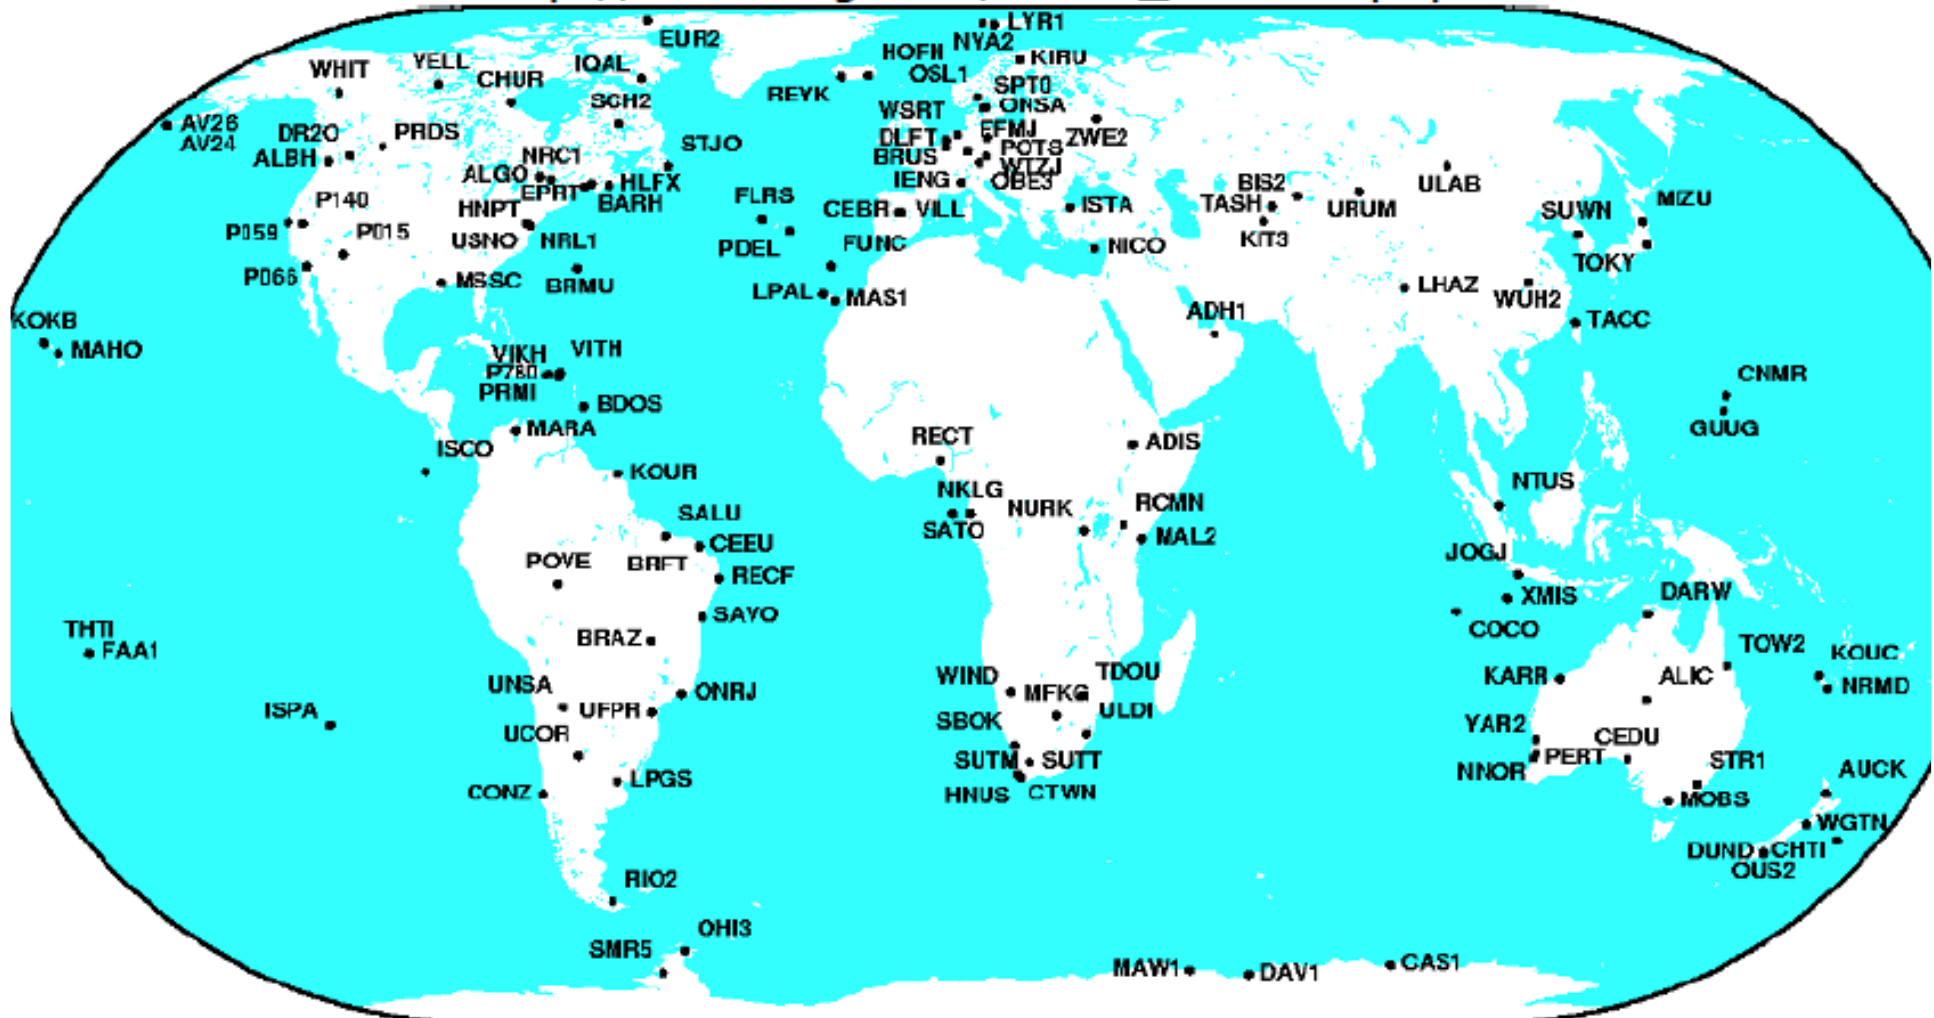 LYR1
EUR2
NYA2
HOFN
KIRU
WHIT
YELL
CHUR
IQAL
OSL1
REYK
SPT0
SCH2
WSRT
ONSA
AV26
AV24
DR2O
PRDS
DLFT
EFMJ
ZWE2
ALBH
STJO
BRUS
POTS
NRC1
WTZJ
ALGO
EPRT
HLFX
IENG
OBE3
BIS2
ULAB
P140
HNPT
BARH
FLRS
CEBR
VILL
ISTA
TASH
URUM
SUWN
MIZU
P059
P015
USNO
NRL1
PDEL
FUNC
NICO
KIT3
TOKY
P066
MSSC
BRMU
LPAL
MAS1
LHAZ
WUH2
KOKB
ADH1
TACC
MAHO
VIKH
VITH
P780
PRMI
CNMR
BDOS
GUUG
MARA
RECT
ADIS
ISCO
KOUR
NKLG
NURK
RCMN
NTUS
SALU
SATO
MAL2
CEEU
JOGJ
POVE
BRFT
RECF
XMIS
DARW
SAVO
COCO
THTI
FAA1
BRAZ
TOW2
KOUC
UNSA
ONRJ
WIND
MFKG
TDOU
KARR
ALIC
NRMD
ISPA
UFPR
SBOK
ULDI
YAR2
CEDU
UCOR
SUTM
SUTT
NNOR
PERT
STR1
AUCK
CONZ
LPGS
HNUS
CTWN
MOBS
WGTN
DUND
CHTI
OUS2
RIO2
OHI3
SMR5
MAW1
DAV1
CAS1